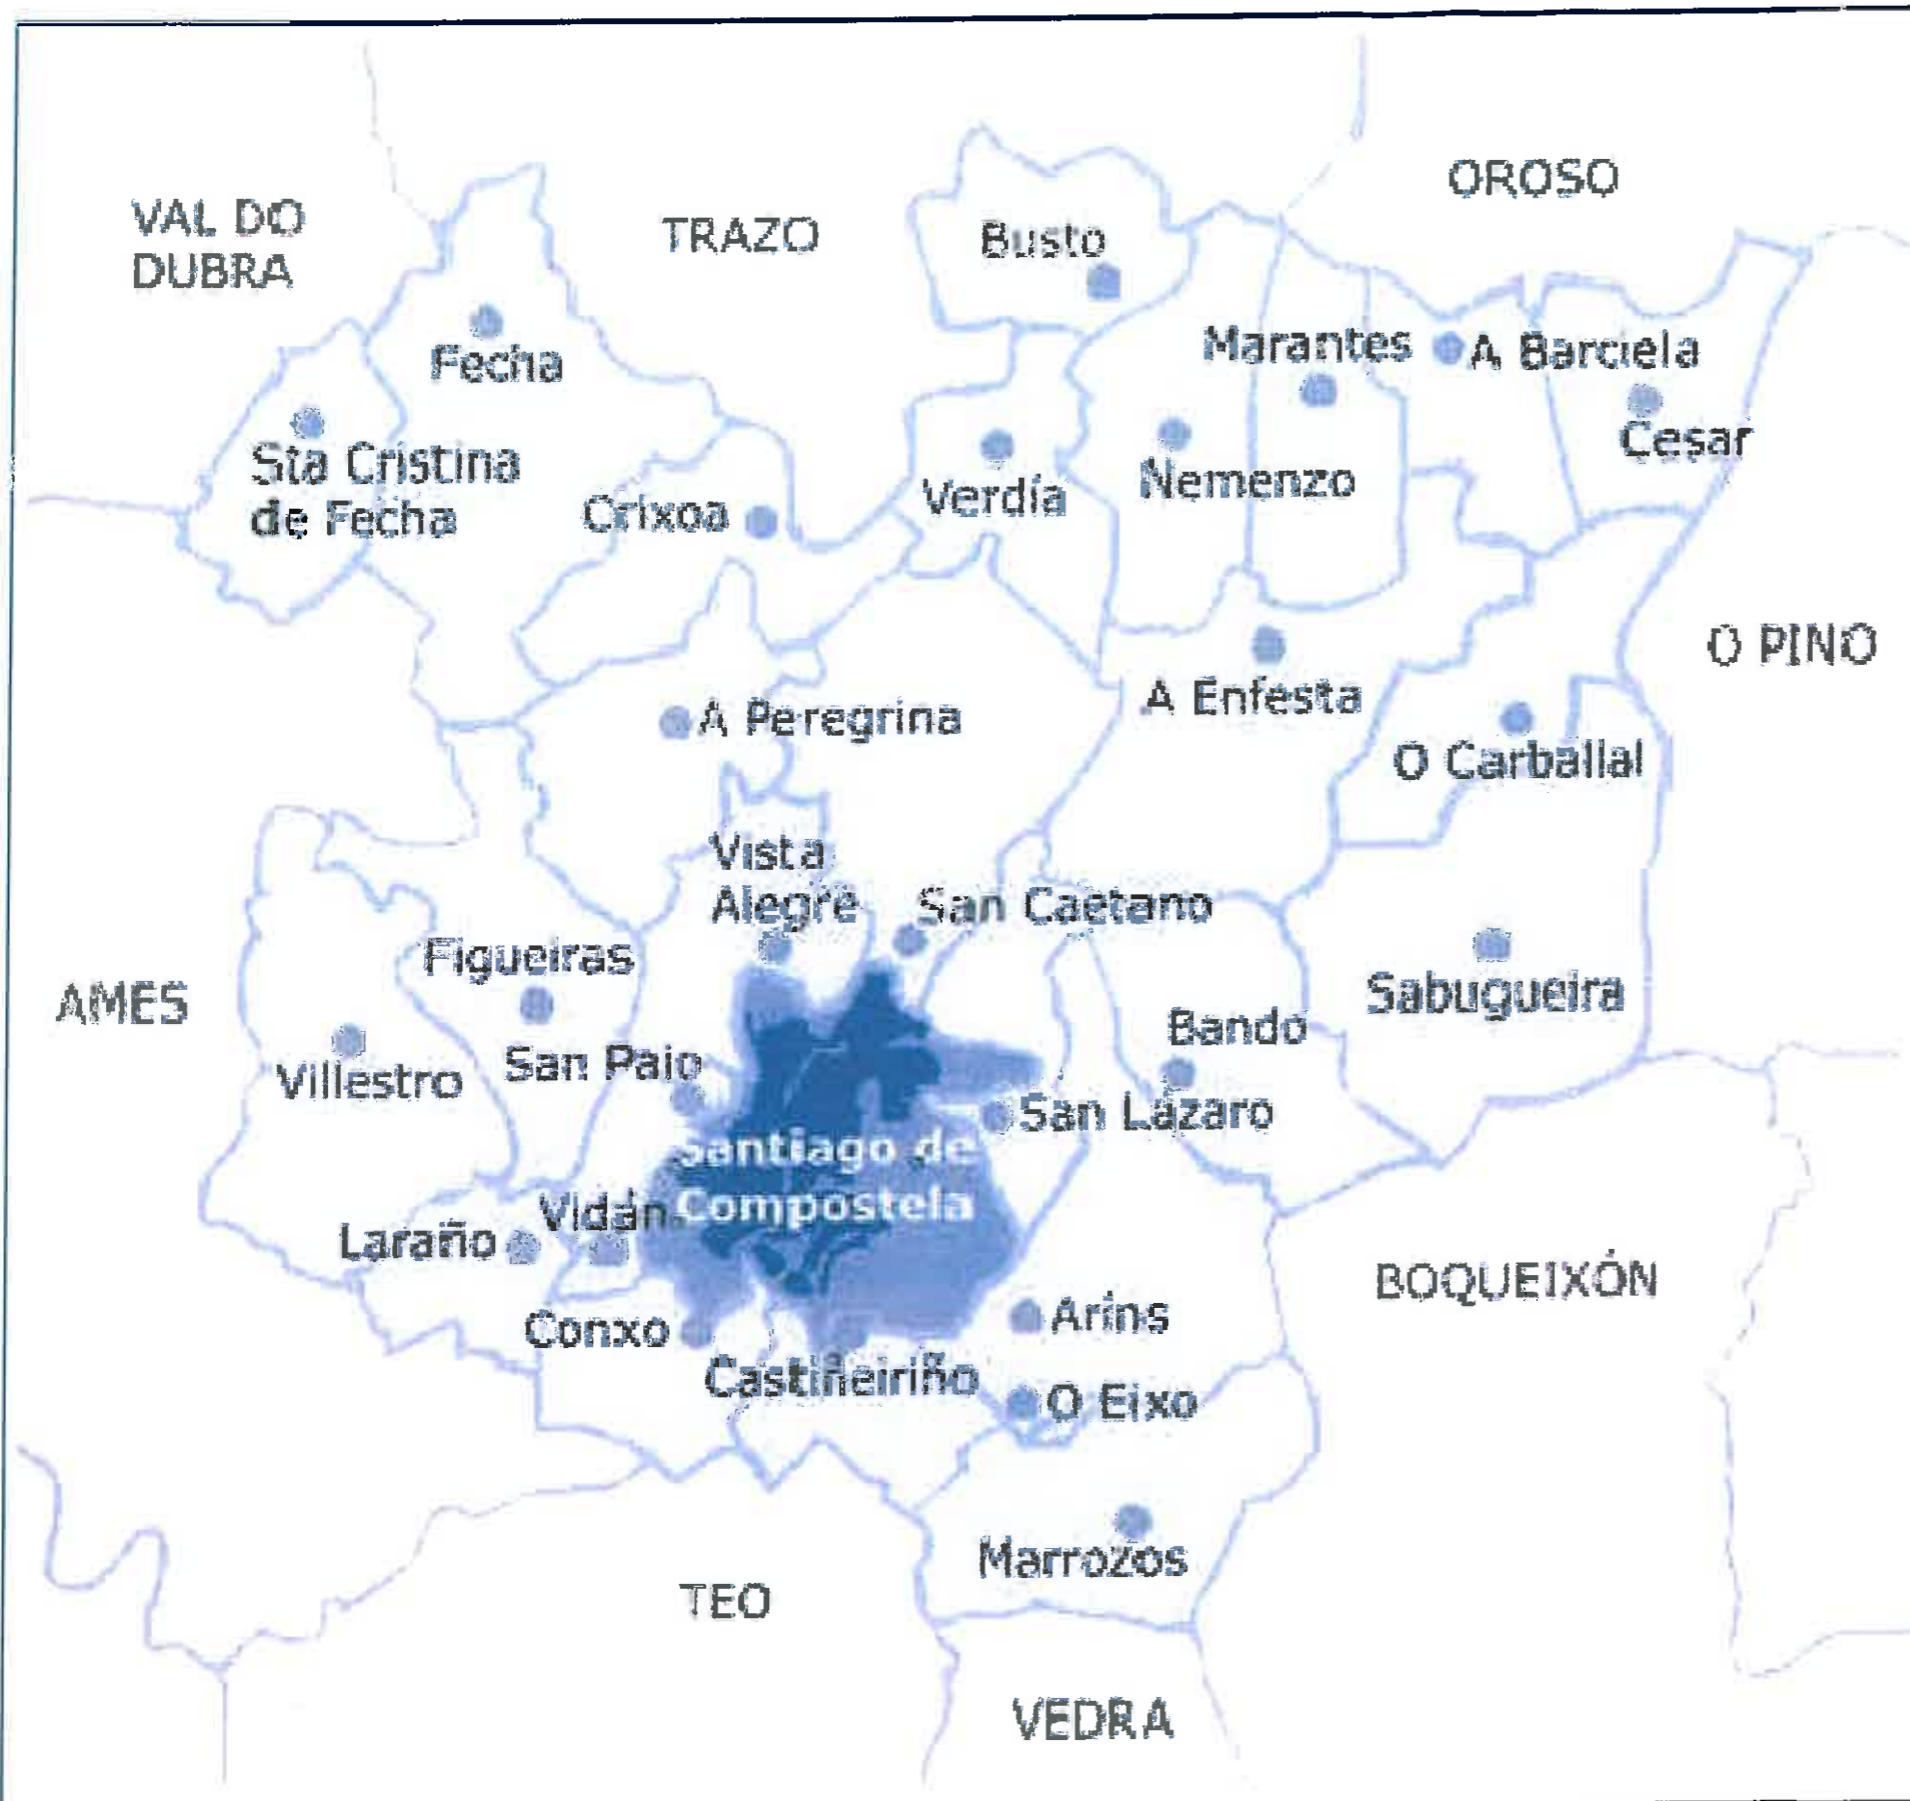 OROSO
VAL DO
DUBRA
TRAZO
Busto
Fecha
Marantes
A Barciela
Cesar
Sta Cristina
de Fecha
Crixoa
Verdía
Nemenzo
O PINO
A Peregrina
A Enfesta
O Carballal
Vista
Alegre
San Caetano
Figueiras
AMES
Sabugueira
Bando
San Paio
Villestro
San Lázaro
Santiago de
Compostela
Vidán
Laraño
BOQUEIXÓN
Aríns
Conxo
Castiñeiriño
O Eixo
Marrozos
TEO
VEDRA